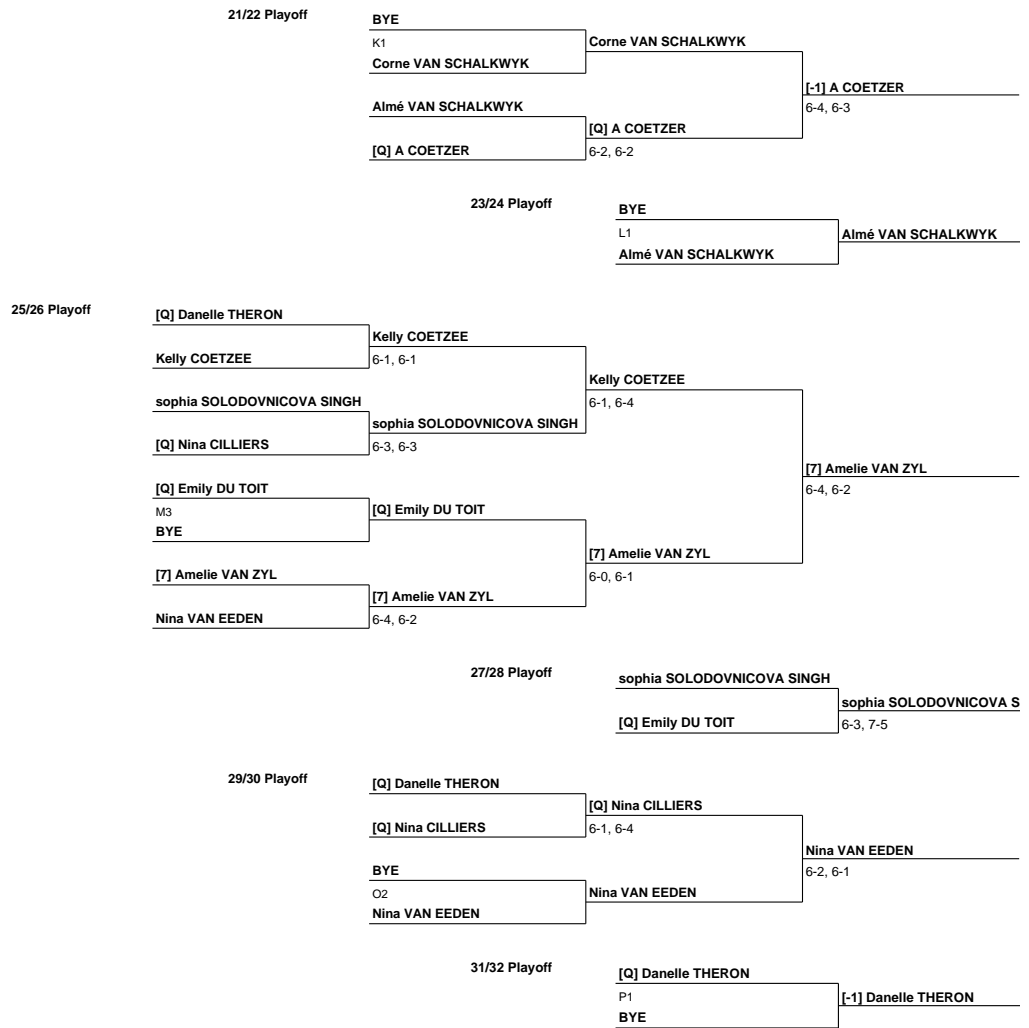 21/22 Playoff
BYE
K1
Corne VAN SCHALKWYK
Corne VAN SCHALKWYK
[-1] A COETZER
6-4, 6-3
Almé VAN SCHALKWYK
[Q] A COETZER
[Q] A COETZER
6-2, 6-2
23/24 Playoff
BYE
L1
Almé VAN SCHALKWYK
Almé VAN SCHALKWYK
25/26 Playoff
[Q] Danelle THERON
Kelly COETZEE
Kelly COETZEE
6-1, 6-1
Kelly COETZEE
6-1, 6-4
sophia SOLODOVNICOVA SINGH
sophia SOLODOVNICOVA SINGH
[Q] Nina CILLIERS
6-3, 6-3
[7] Amelie VAN ZYL
6-4, 6-2
[Q] Emily DU TOIT
M3
[Q] Emily DU TOIT
BYE
[7] Amelie VAN ZYL
6-0, 6-1
[7] Amelie VAN ZYL
[7] Amelie VAN ZYL
Nina VAN EEDEN
6-4, 6-2
27/28 Playoff
sophia SOLODOVNICOVA SINGH
sophia SOLODOVNICOVA S
[Q] Emily DU TOIT
6-3, 7-5
29/30 Playoff
[Q] Danelle THERON
[Q] Nina CILLIERS
[Q] Nina CILLIERS
6-1, 6-4
Nina VAN EEDEN
6-2, 6-1
BYE
O2
Nina VAN EEDEN
Nina VAN EEDEN
31/32 Playoff
[Q] Danelle THERON
P1
[-1] Danelle THERON
BYE